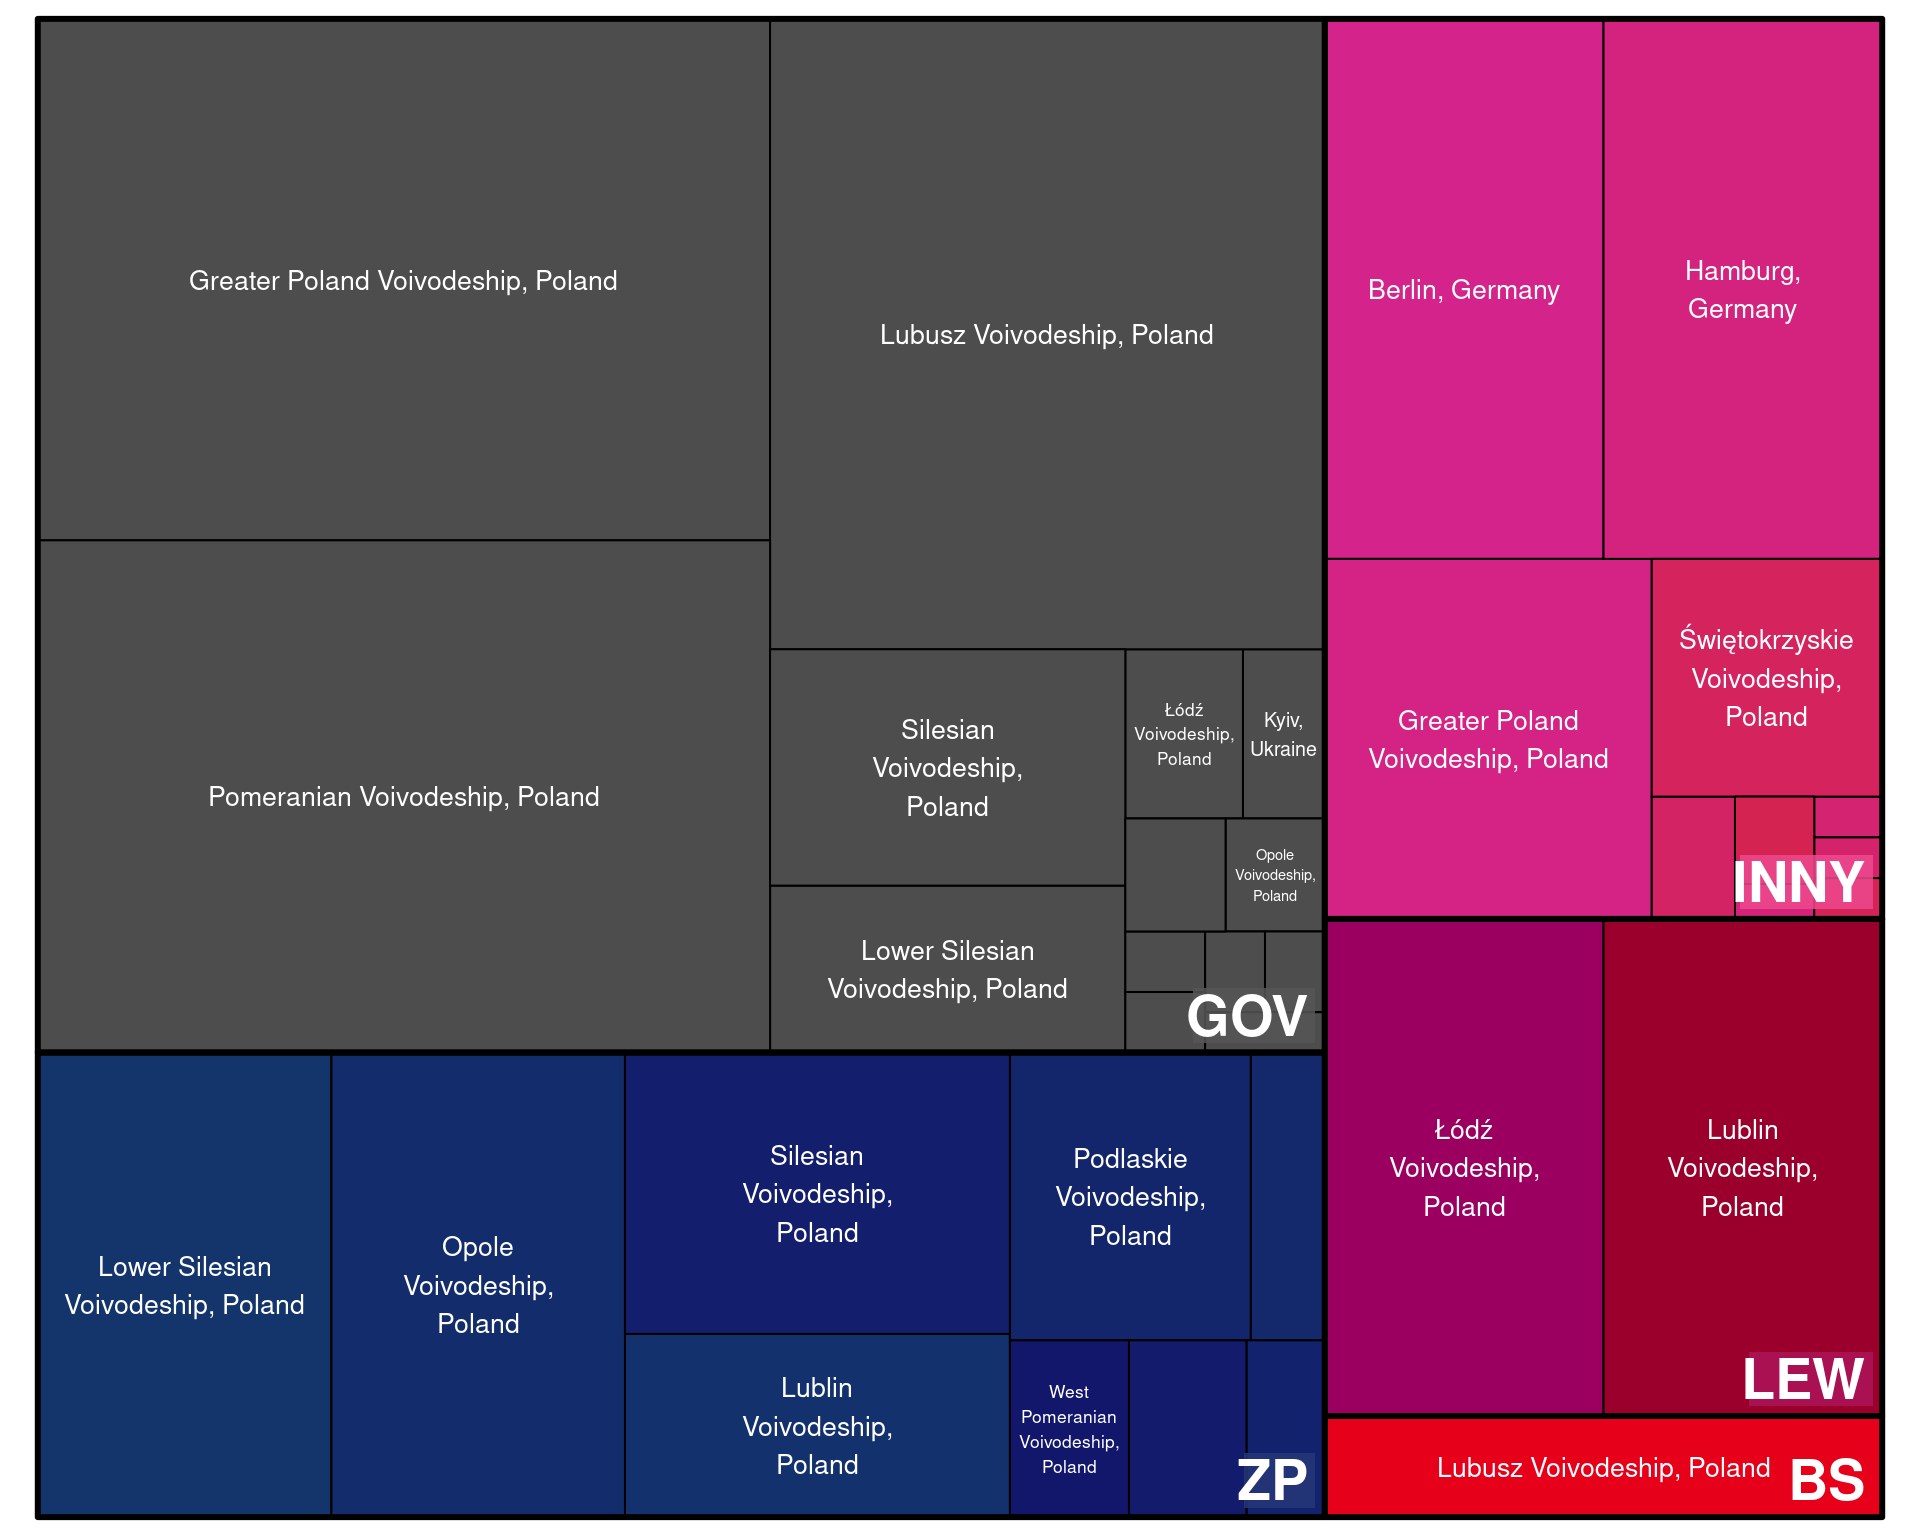 Greater Poland Voivodeship, Poland
Lubusz Voivodeship, Poland
Pomeranian Voivodeship, Poland
Silesian
Voivodeship,
Poland
Łódź
Voivodeship,
Poland
Kyiv,
Ukraine
Opole
Voivodeship,
Poland
Lower Silesian
Voivodeship, Poland
GOV
Berlin, Germany
Hamburg,
Germany
Greater Poland
Voivodeship, Poland
Świętokrzyskie
Voivodeship,
Poland
INNY
Lower Silesian
Voivodeship, Poland
Opole
Voivodeship,
Poland
Silesian
Voivodeship,
Poland
Lublin
Voivodeship,
Poland
Podlaskie
Voivodeship,
Poland
West
Pomeranian
Voivodeship,
Poland
ZP
Łódź
Voivodeship,
Poland
Lublin
Voivodeship,
Poland
LEW
Lubusz Voivodeship, Poland
BS